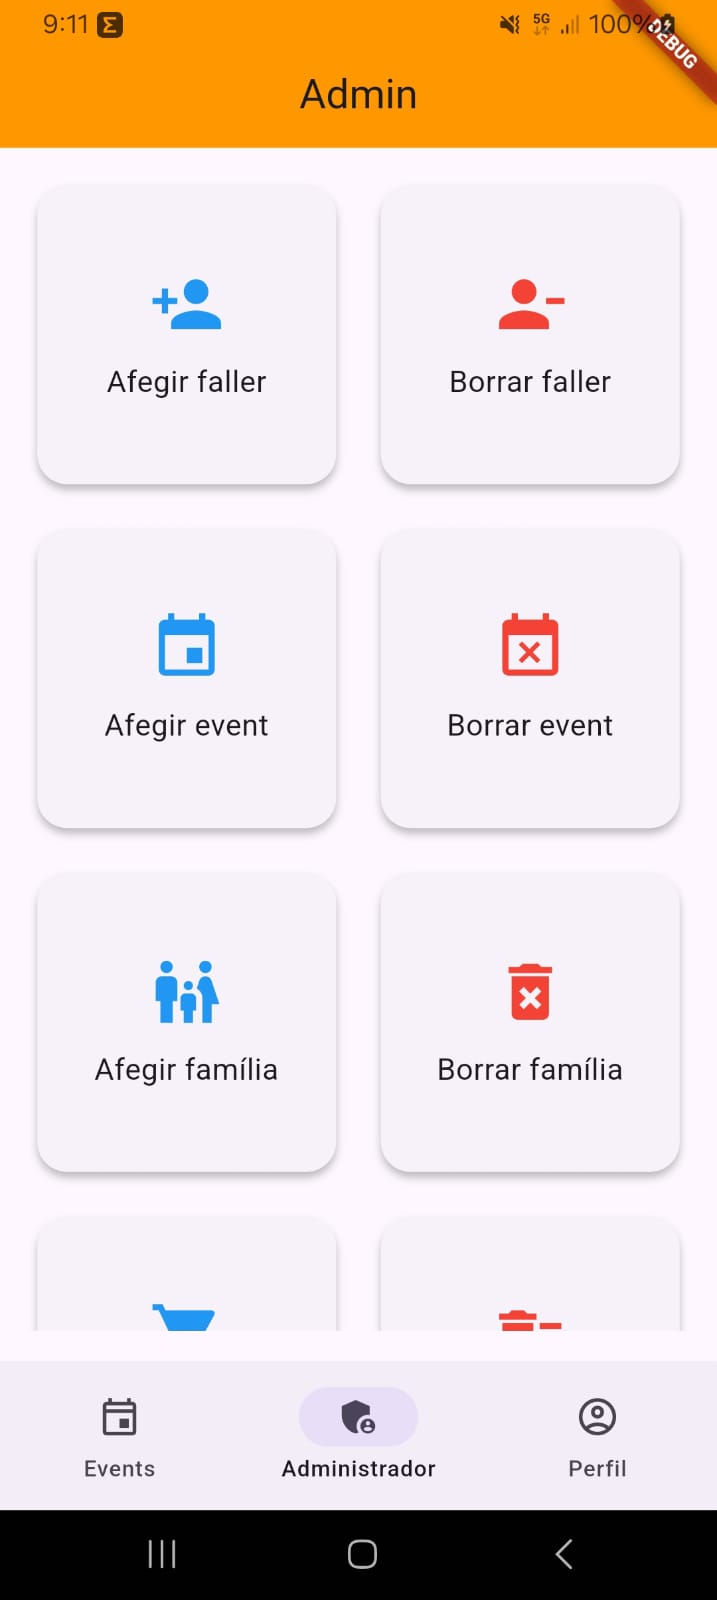 9:11 Σ 5G 100%
DEBUG
Admin
Afegir faller
Borrar faller
Afegir event
Borrar event
Afegir família
Borrar família
Events
Administrador
Perfil